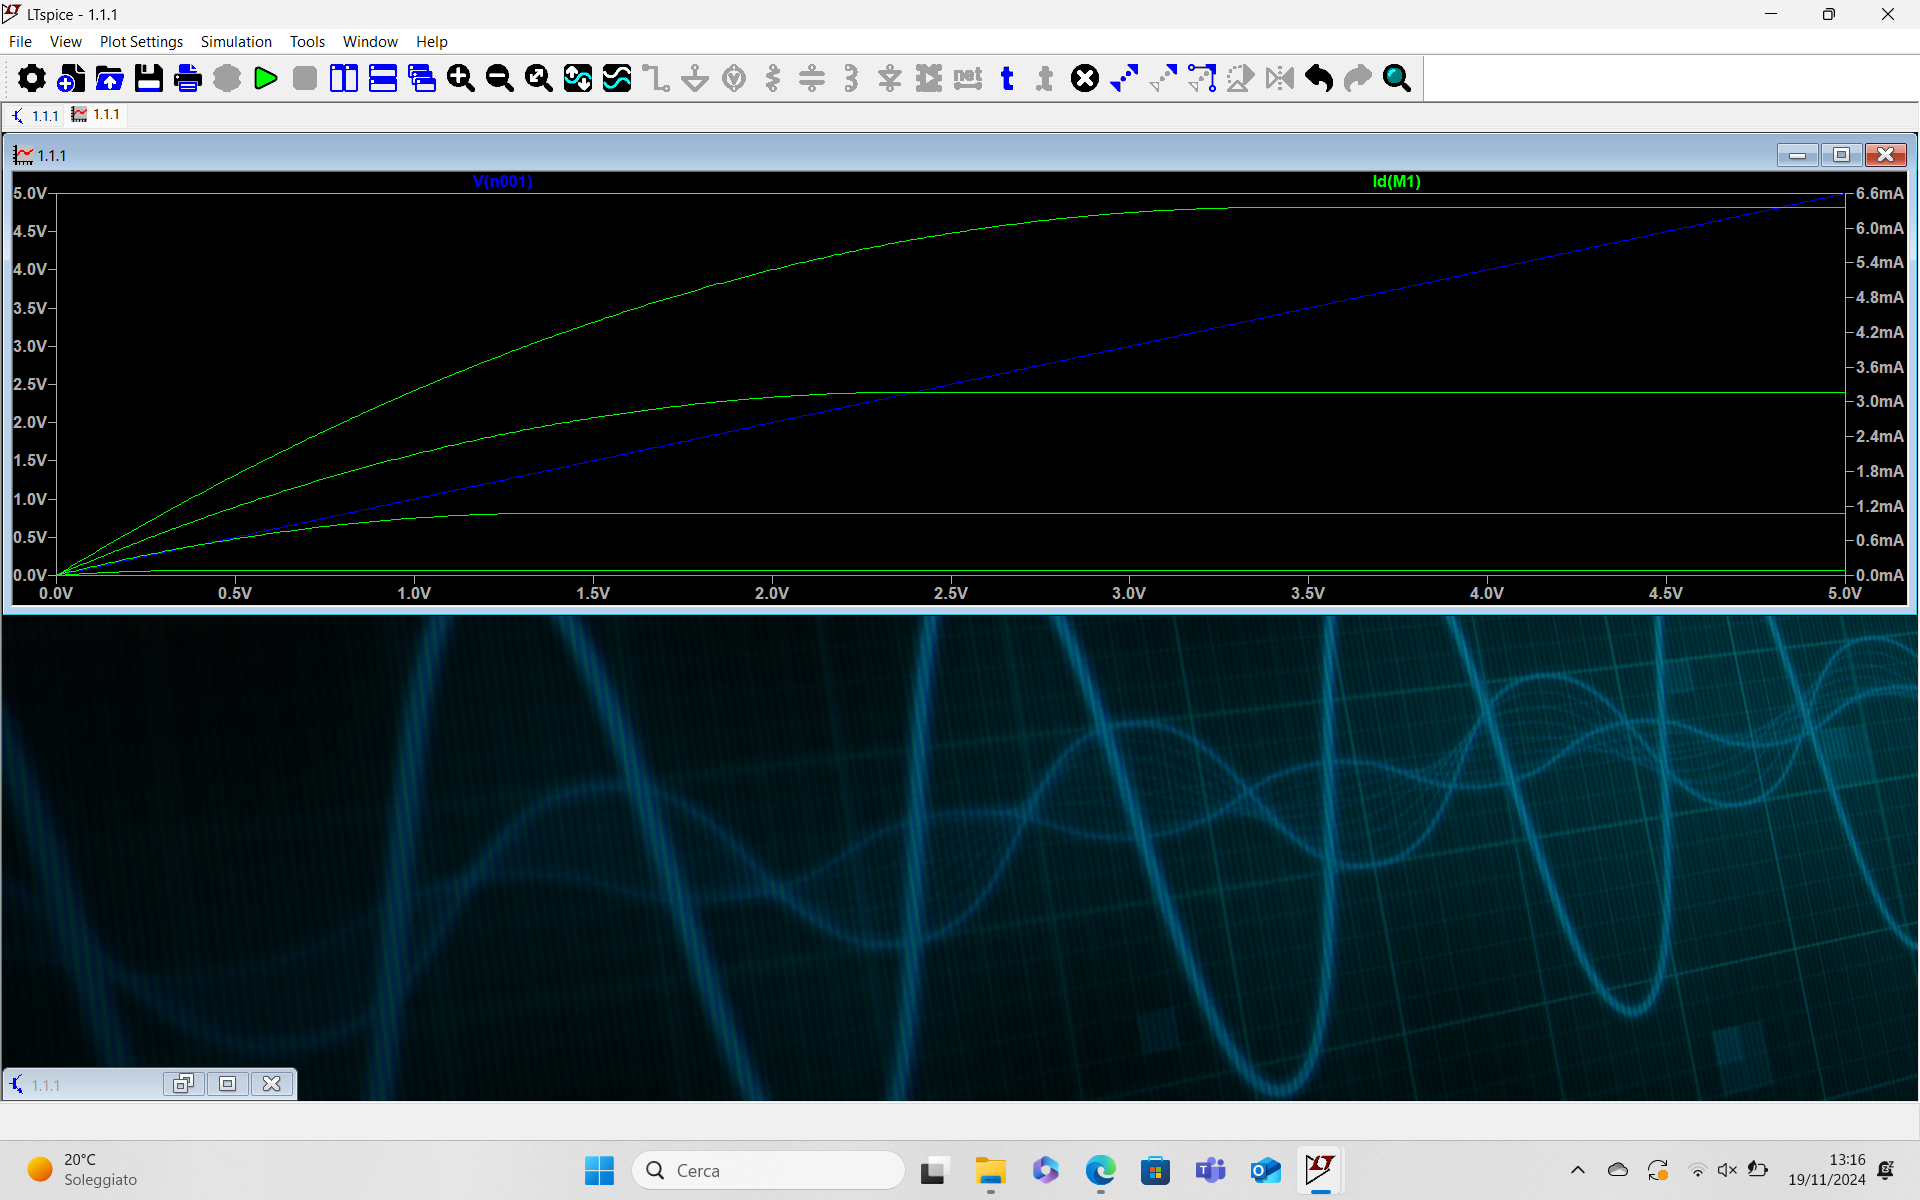 LTspice - 1.1.1
File View Plot Settings Simulation Tools Window Help
net t .t
1.1.1 1.1.1
1.1.1
V(n001) Id(M1)
5.0V 6.6mA
4.5V 6.0mA
4.0V 5.4mA
3.5V 4.8mA
3.0V 4.2mA
2.5V 3.6mA
2.0V 3.0mA
1.5V 2.4mA
1.0V 1.8mA
0.5V 1.2mA
0.0V 0.6mA
0.0mA
0.0V 0.5V 1.0V 1.5V 2.0V 2.5V 3.0V 3.5V 4.0V 4.5V 5.0V
1.1.1
20°C
Soleggiato
Cerca
13:16
19/11/2024